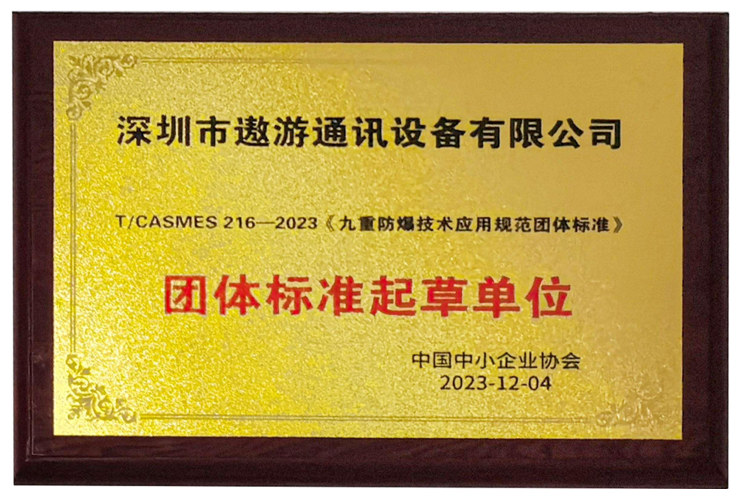 深圳市遨游通讯设备有限公司
T/CASMES 216—2023《九重防爆技术应用规范团体标准》
团体标准起草单位
中国中小企业协会
2023-12-04